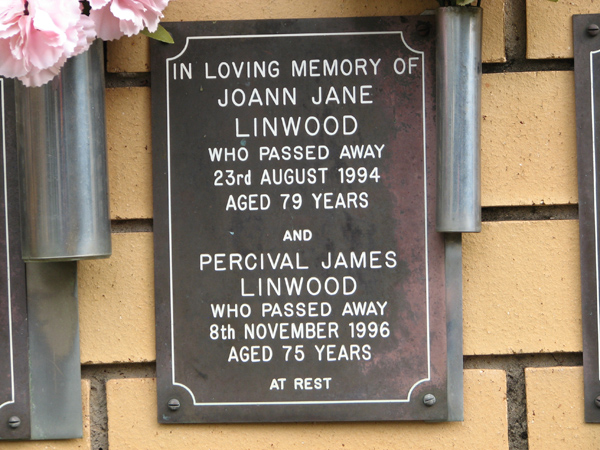 IN LOVING MEMORY OF
JOANN JANE
LINWOOD
WHO PASSED AWAY
23rd AUGUST 1994
AGED 79 YEARS
AND
PERCIVAL JAMES
LINWOOD
WHO PASSED AWAY
8th NOVEMBER 1996
AGED 75 YEARS
AT REST